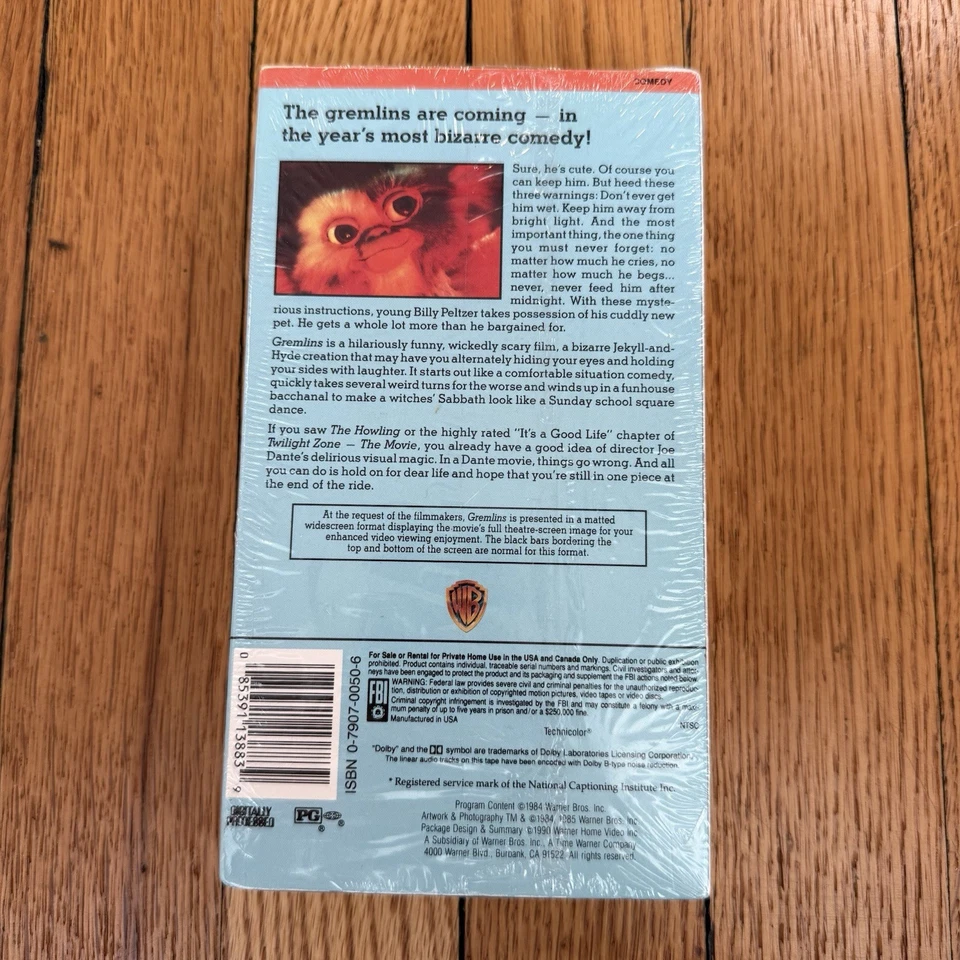 COMEDY
The gremlins are coming — in
the year's most bizarre comedy!
Sure, he's cute. Of course you
can keep him. But heed these
three warnings: Don't ever get
him wet. Keep him away from
bright light. And the most
important thing, the one thing
you must never forget: no
matter how much he cries, no
matter how much he begs...
never, never feed him after
midnight. With these myste-
rious instructions, young Billy Peltzer takes possession of his cuddly new
pet. He gets a whole lot more than he bargained for.
Gremlins is a hilariously funny, wickedly scary film, a bizarre Jekyll-and-
Hyde creation that may have you alternately hiding your eyes and holding
your sides with laughter. It starts out like a comfortable situation comedy,
quickly takes several weird turns for the worse and winds up in a funhouse
bacchanal to make a witches' Sabbath look like a Sunday school square
dance.
If you saw The Howling or the highly rated "It's a Good Life" chapter of
Twilight Zone — The Movie, you already have a good idea of director Joe
Dante's delirious visual magic. In a Dante movie, things go wrong. And all
you can do is hold on for dear life and hope that you're still in one piece at
the end of the ride.
At the request of the filmmakers, Gremlins is presented in a matted
widescreen format displaying the movie's full theatre-screen image for your
enhanced video viewing enjoyment. The black bars bordering the
top and bottom of the screen are normal for this format.
WB
0 85391 13883 9
ISBN 0-7907-0050-6
For Sale or Rental for Private Home Use in the USA and Canada Only. Duplication or public exhibition
prohibited. Product contains individual, traceable serial numbers and markings. Civil investigators and attor-
neys have been engaged to protect the product and its packaging and supplement the FBI actions noted below.
FBI
WARNING: Federal law provides severe civil and criminal penalties for the unauthorized reproduc-
tion, distribution or exhibition of copyrighted motion pictures, video tapes or video discs.
Criminal copyright infringement is investigated by the FBI and may constitute a felony with a maxi-
mum penalty of up to five years in prison and/or a $250,000 fine.
Manufactured in USA
NTSC
Technicolor®
"Dolby" and the DD symbol are trademarks of Dolby Laboratories Licensing Corporation.
The linear audio tracks on this tape have been encoded with Dolby B-type noise reduction.
* Registered service mark of the National Captioning Institute Inc.
DIGITALLY
PROCESSED
PG ® ®
Program Content ©1984 Warner Bros. Inc.
Artwork & Photography TM & ©1984, 1985 Warner Bros. Inc.
Package Design & Summary ©1990 Warner Home Video Inc.
A Subsidiary of Warner Bros. Inc., A Time Warner Company
4000 Warner Blvd., Burbank, CA 91522. All rights reserved.